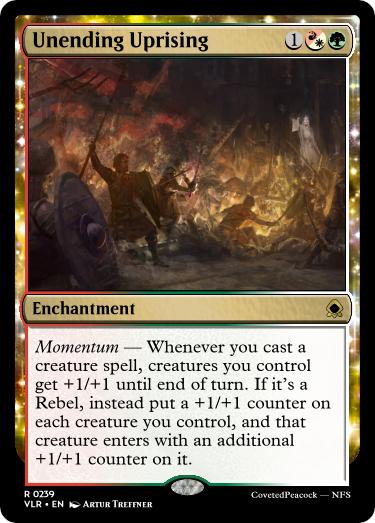 Unending Uprising 1
Enchantment
Momentum — Whenever you cast a
creature spell, creatures you control
get +1/+1 until end of turn. If it's a
Rebel, instead put a +1/+1 counter on
each creature you control, and that
creature enters with an additional
+1/+1 counter on it.
R 0239
VLR • EN Artur Treffner
CovetedPeacock — NFS